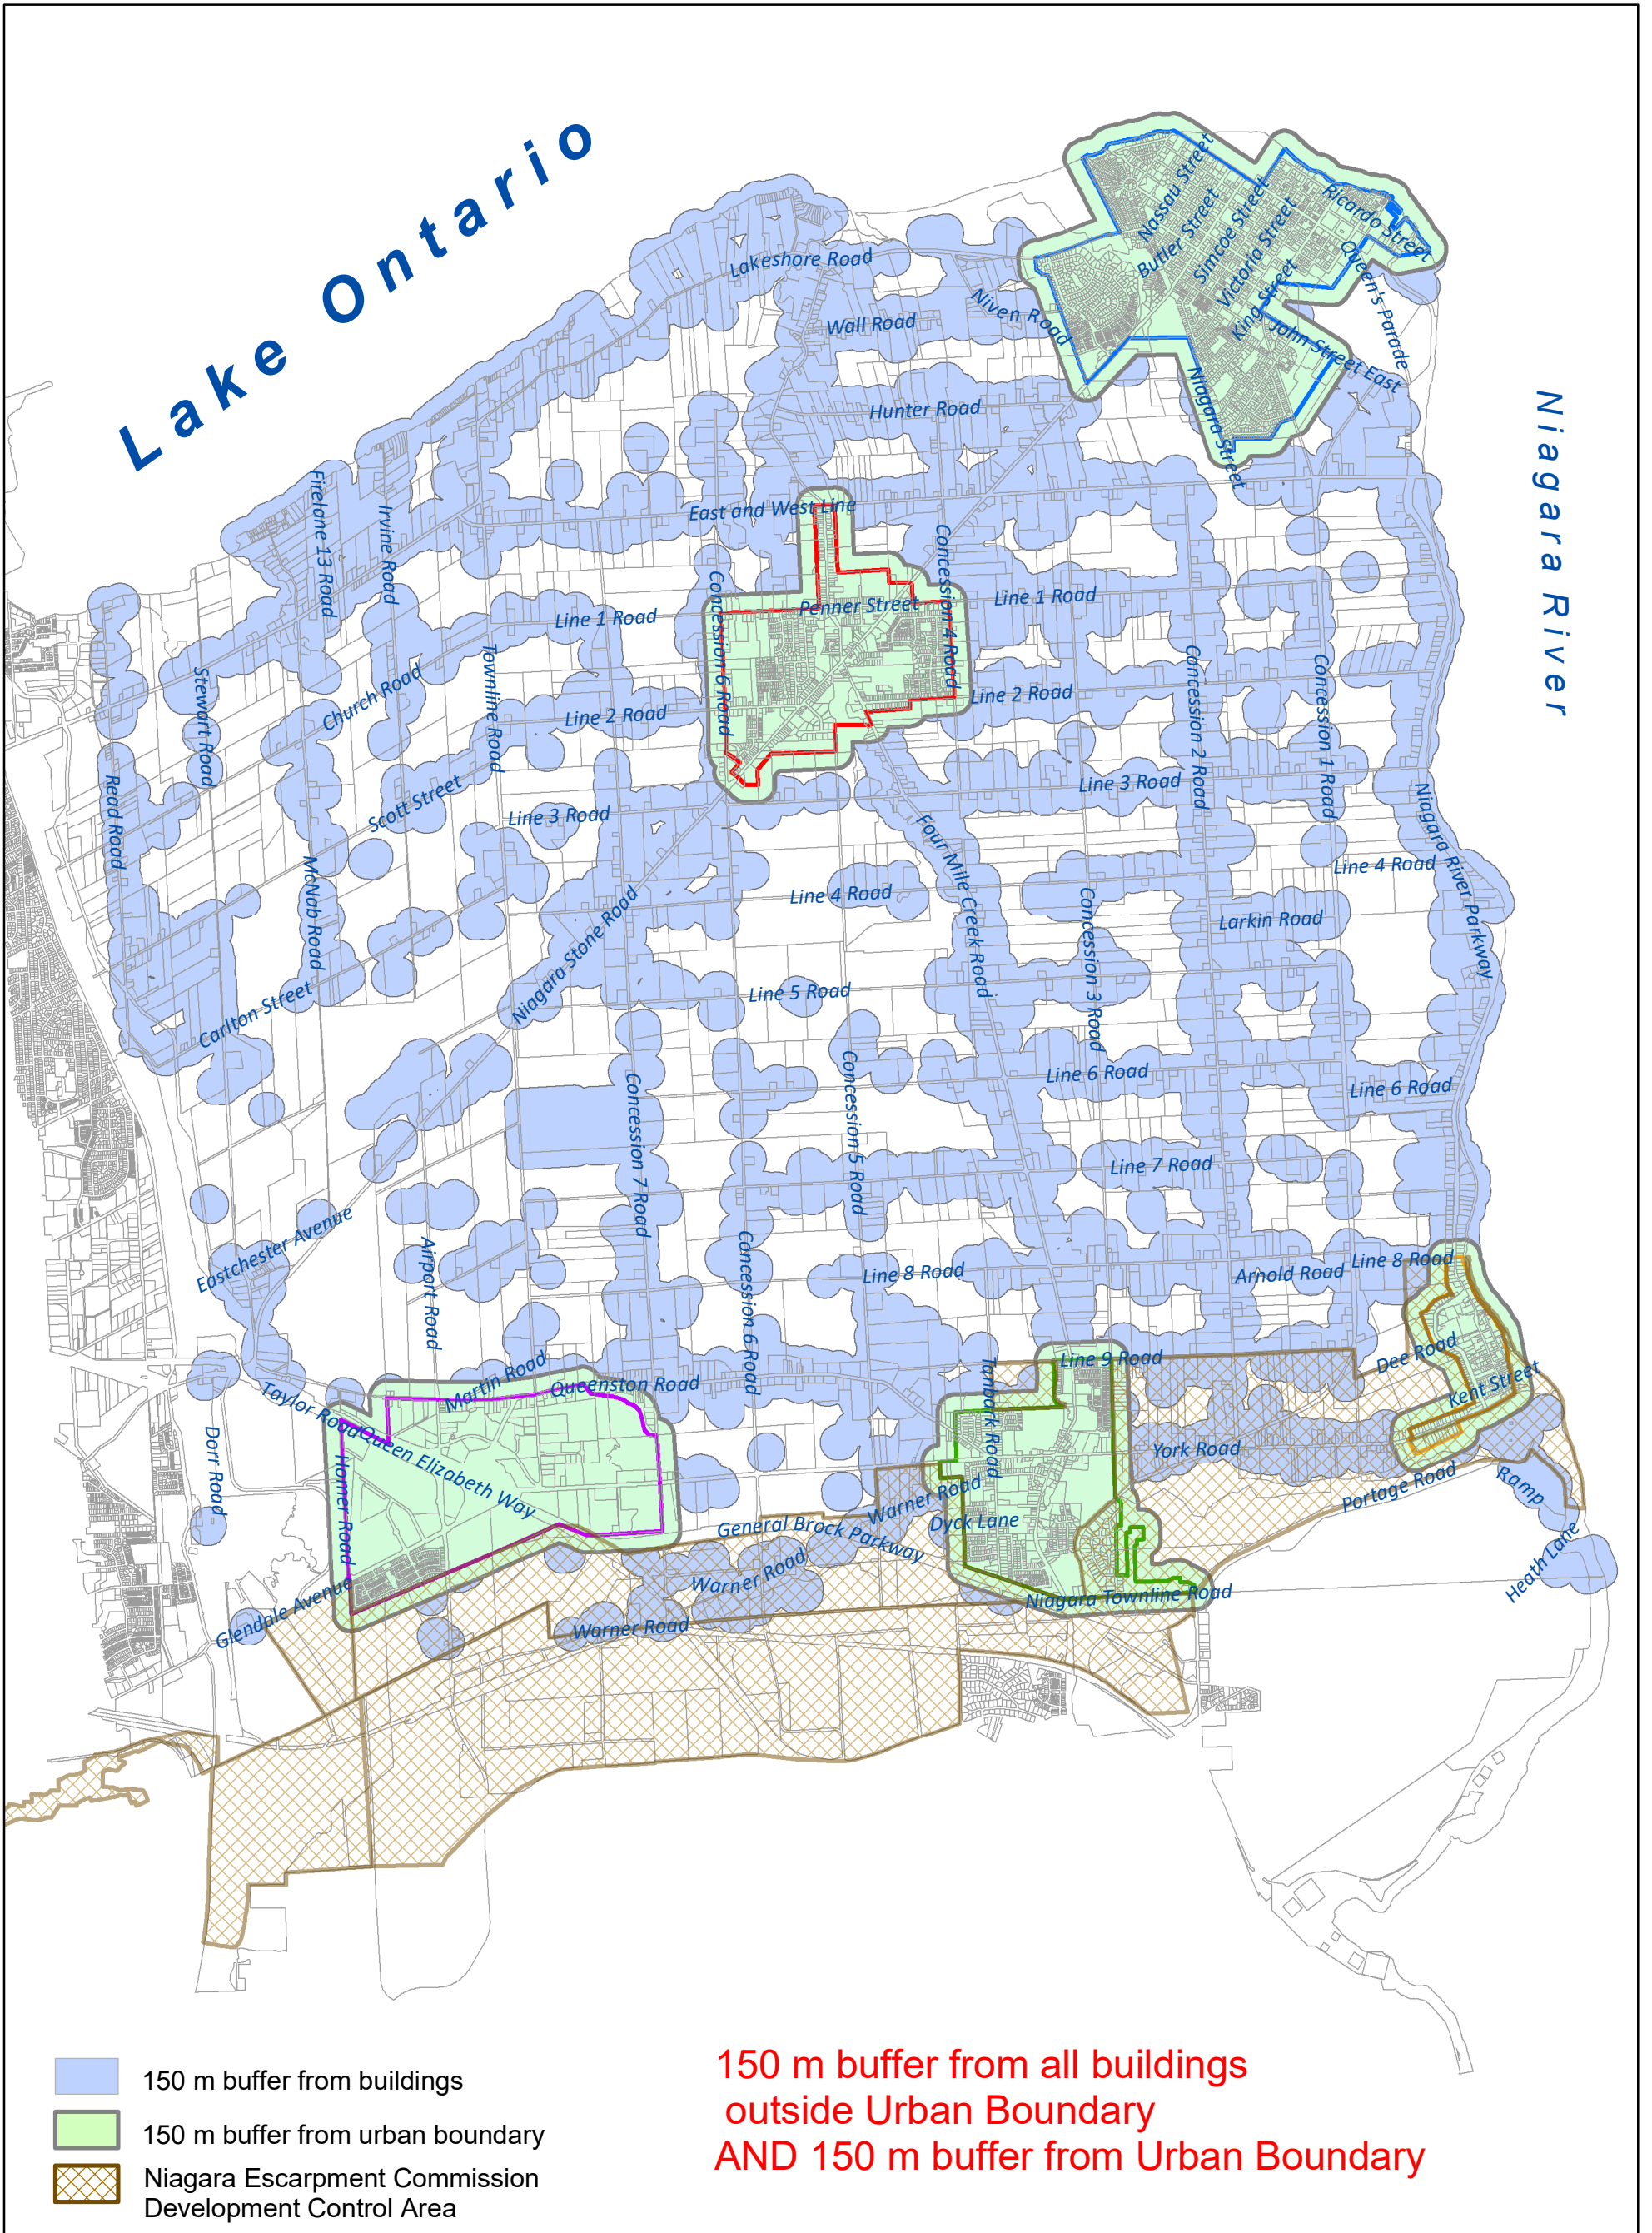 Lake Ontario
Niagara River
Nassau Street
Butler Street
Simcoe Street
Victoria Street
King Street
Ricardo Street
Queen's Parade
John Street East
Niagara Street
Lakeshore Road
Niven Road
Wall Road
Hunter Road
East and West Line
Firelane 13 Road
Irvine Road
Concession 6 Road
Concession 4 Road
Penner Street
Line 1 Road
Line 1 Road
Stewart Road
Church Road
Townline Road
Line 2 Road
Line 2 Road
Concession 2 Road
Concession 1 Road
Read Road
Scott Street
Line 3 Road
Line 3 Road
McNab Road
Four Mile Creek Road
Niagara River Parkway
Line 4 Road
Line 4 Road
Concession 3 Road
Larkin Road
Niagara Stone Road
Carlton Street
Line 5 Road
Concession 7 Road
Concession 5 Road
Line 6 Road
Line 6 Road
Line 7 Road
Eastchester Avenue
Airport Road
Concession 6 Road
Line 8 Road
Arnold Road
Line 8 Road
Taylor Road
Martin Road
Queenston Road
Tanbark Road
Line 9 Road
Dee Road
Kent Street
Dorr Road
Homer Road
Queen Elizabeth Way
York Road
Portage Road
Ramp
Warner Road
Dyck Lane
General Brock Parkway
Warner Road
Heath Lane
Glendale Avenue
Warner Road
Niagara Townline Road
150 m buffer from buildings
150 m buffer from urban boundary
Niagara Escarpment Commission
Development Control Area
150 m buffer from all buildings
outside Urban Boundary
AND 150 m buffer from Urban Boundary